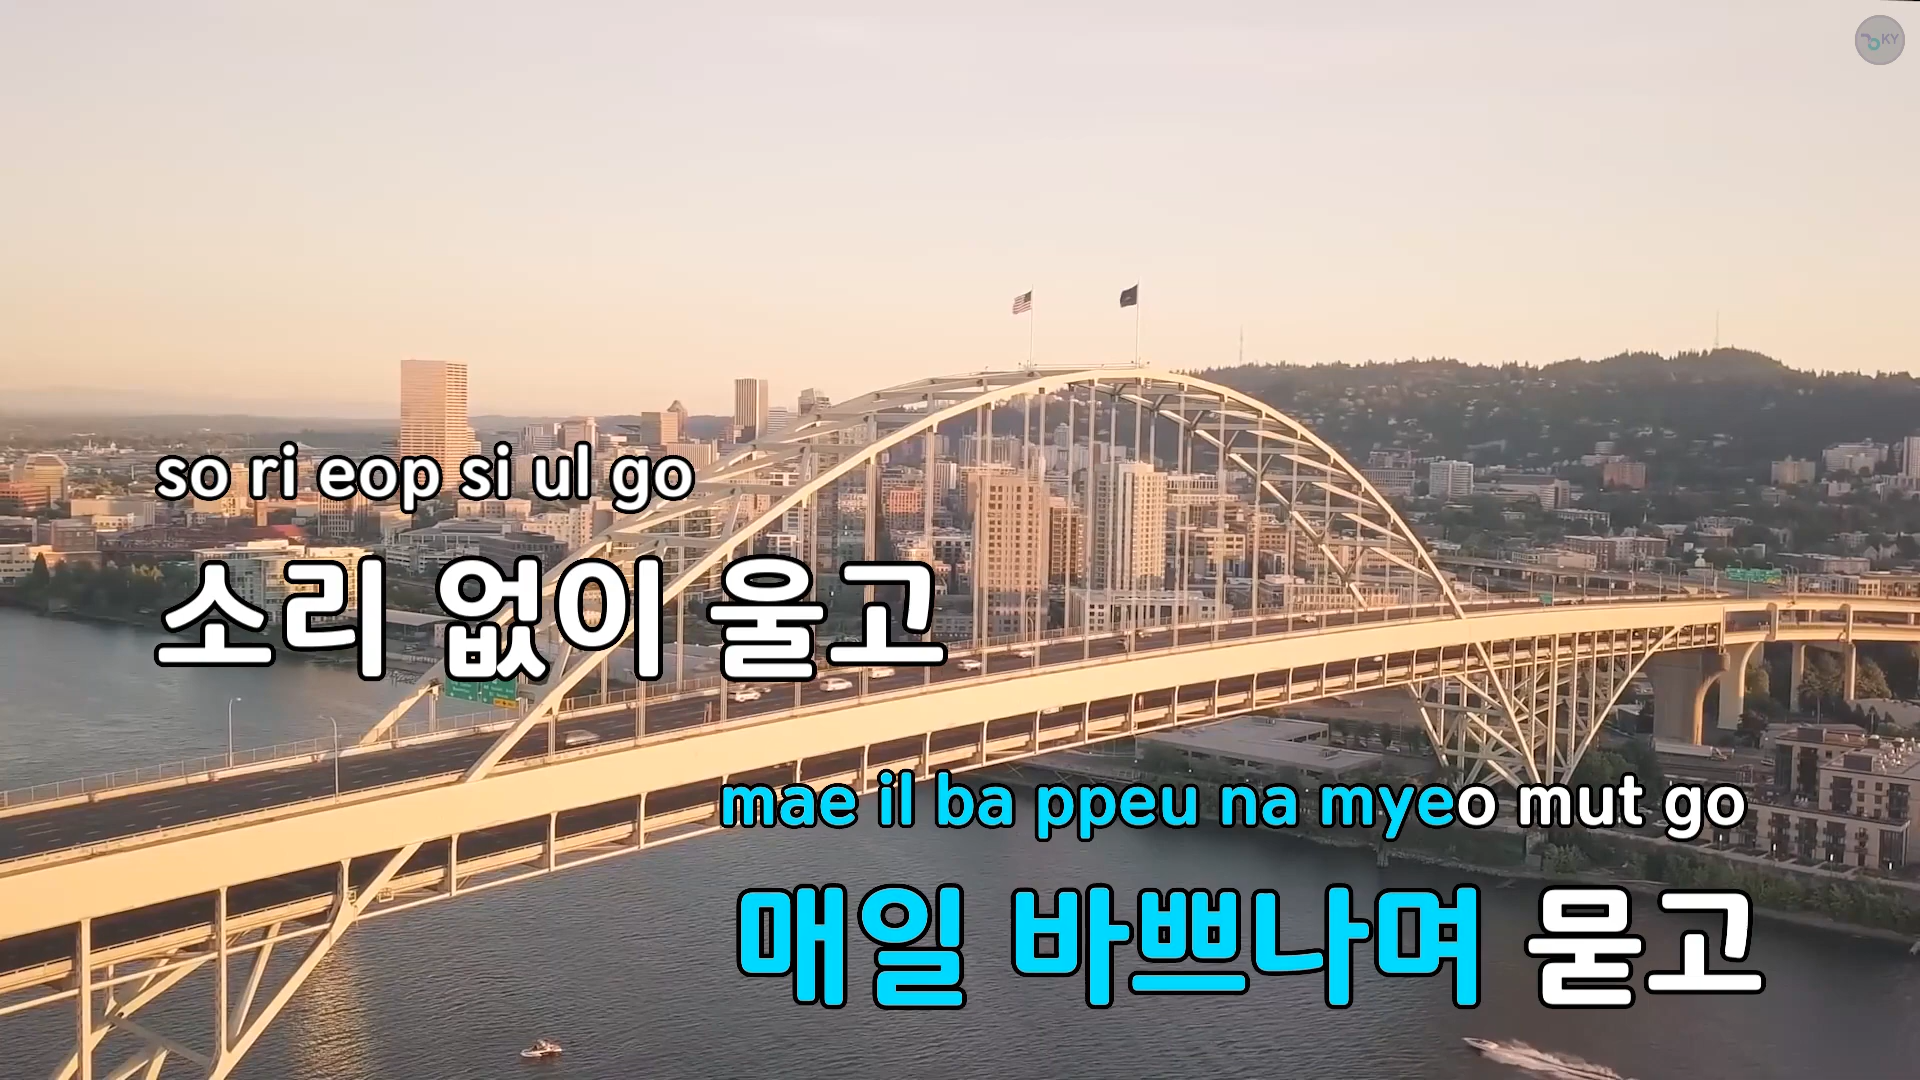 KY
so ri eop si ul go
소리 없이 울고
mae il ba ppeu na myeo mut go
매일 바쁘나며 묻고